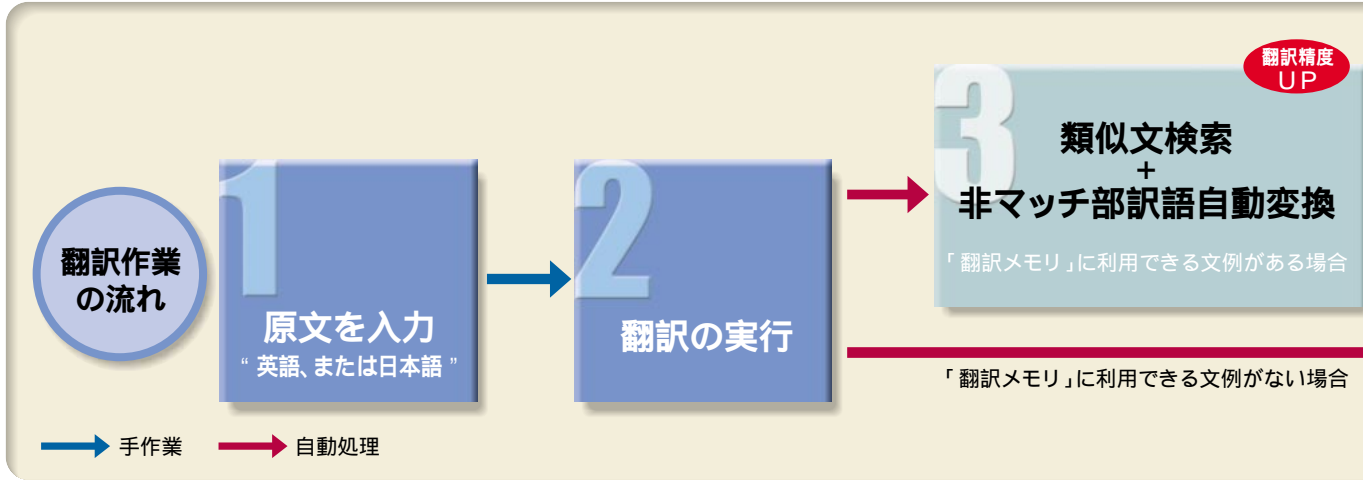 翻訳作業
の流れ
1
原文を入力
“ 英語、または日本語 ”
2
翻訳の実行
翻訳精度
UP
3
類似文検索
+
非マッチ部訳語自動変換
「 翻訳メモリ 」に利用できる文例がある場合
「 翻訳メモリ 」に利用できる文例がない場合
手作業
自動処理